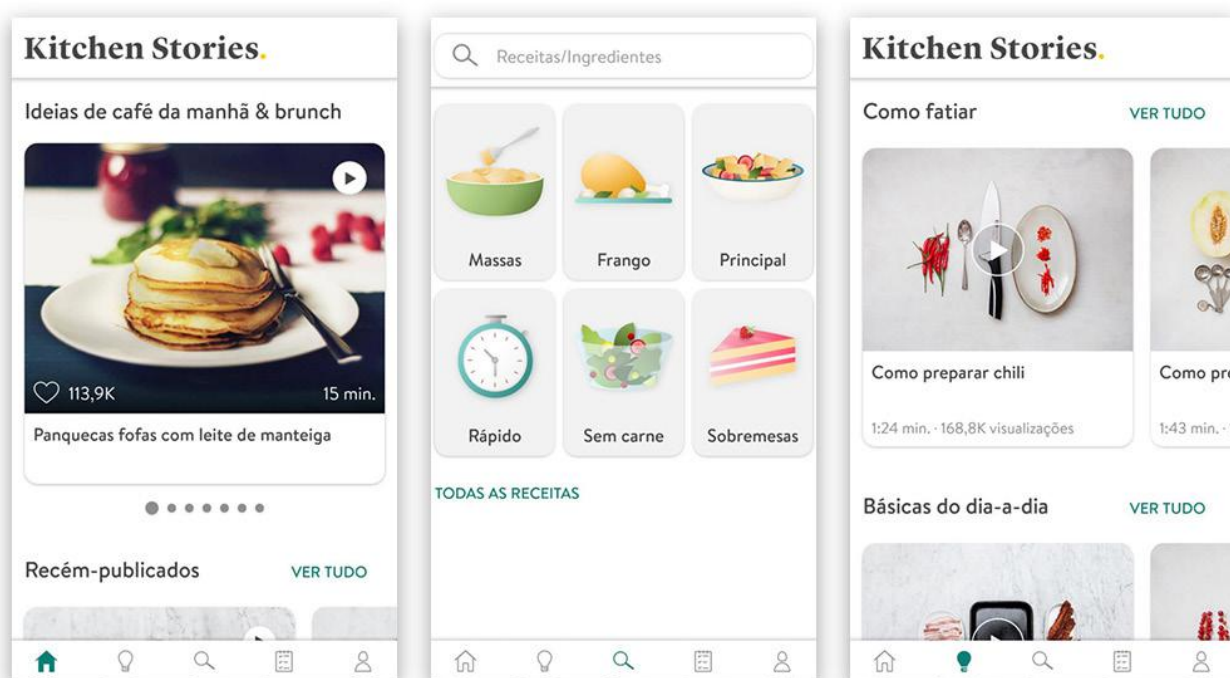 Kitchen Stories.
Ideias de café da manhã & brunch
113,9K
15 min.
Panquecas fofas com leite de manteiga
Recém-publicados
VER TUDO
Receitas/Ingredientes
Massas
Frango
Principal
Rápido
Sem carne
Sobremesas
TODAS AS RECEITAS
Kitchen Stories.
Como fatiar
VER TUDO
Como preparar chili
1:24 min. · 168,8K visualizações
Como pre
1:43 min. ·
Básicas do dia-a-dia
VER TUDO